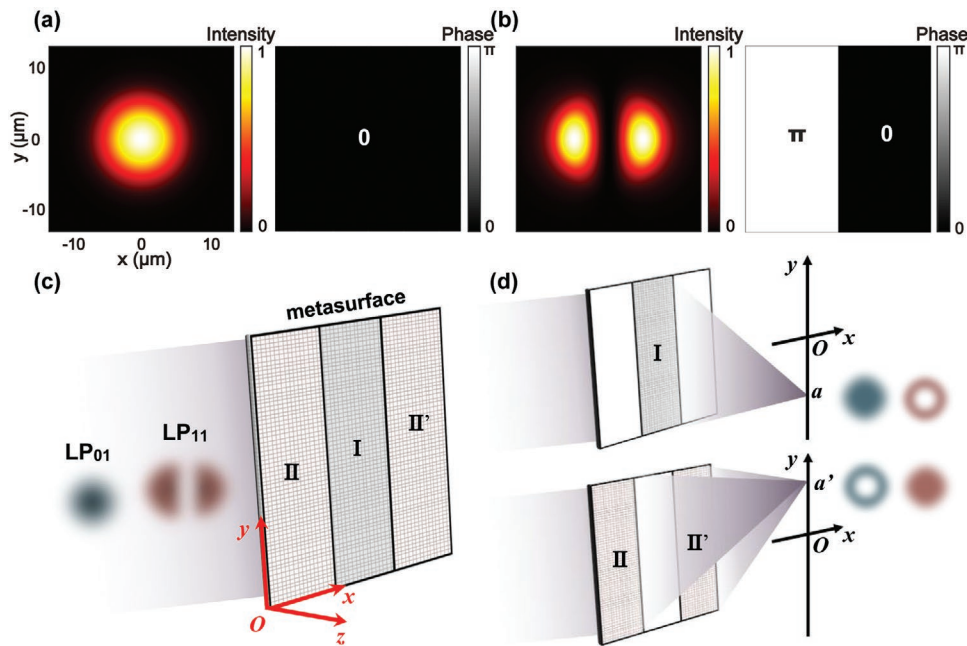 (a)
Intensity
1
0
Phase
π
0
0
10
0
-10
y (μm)
-10 0 10
x (μm)
(b)
Intensity
1
0
Phase
π
0
π
0
(c)
metasurface
LP01
LP11
II
I
II'
y
x
O
z
(d)
I
y
O
x
a
II
II'
y
a'
O
x